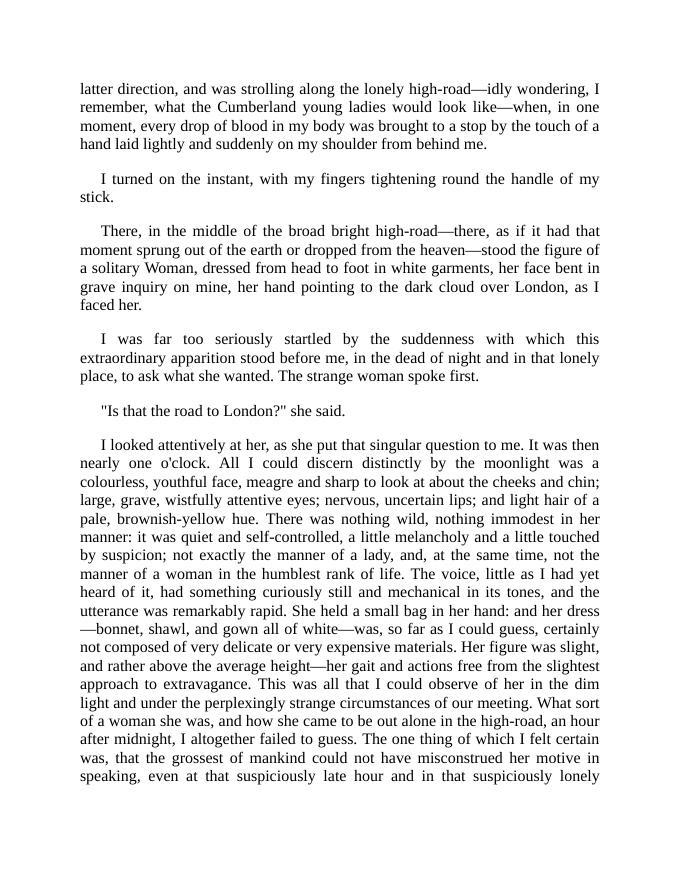 latter direction, and was strolling along the lonely high-road—idly wondering, I
remember, what the Cumberland young ladies would look like—when, in one
moment, every drop of blood in my body was brought to a stop by the touch of a
hand laid lightly and suddenly on my shoulder from behind me.
I turned on the instant, with my fingers tightening round the handle of my
stick.
There, in the middle of the broad bright high-road—there, as if it had that
moment sprung out of the earth or dropped from the heaven—stood the figure of
a solitary Woman, dressed from head to foot in white garments, her face bent in
grave inquiry on mine, her hand pointing to the dark cloud over London, as I
faced her.
I was far too seriously startled by the suddenness with which this
extraordinary apparition stood before me, in the dead of night and in that lonely
place, to ask what she wanted. The strange woman spoke first.
"Is that the road to London?" she said.
I looked attentively at her, as she put that singular question to me. It was then
nearly one o'clock. All I could discern distinctly by the moonlight was a
colourless, youthful face, meagre and sharp to look at about the cheeks and chin;
large, grave, wistfully attentive eyes; nervous, uncertain lips; and light hair of a
pale, brownish-yellow hue. There was nothing wild, nothing immodest in her
manner: it was quiet and self-controlled, a little melancholy and a little touched
by suspicion; not exactly the manner of a lady, and, at the same time, not the
manner of a woman in the humblest rank of life. The voice, little as I had yet
heard of it, had something curiously still and mechanical in its tones, and the
utterance was remarkably rapid. She held a small bag in her hand: and her dress
—bonnet, shawl, and gown all of white—was, so far as I could guess, certainly
not composed of very delicate or very expensive materials. Her figure was slight,
and rather above the average height—her gait and actions free from the slightest
approach to extravagance. This was all that I could observe of her in the dim
light and under the perplexingly strange circumstances of our meeting. What sort
of a woman she was, and how she came to be out alone in the high-road, an hour
after midnight, I altogether failed to guess. The one thing of which I felt certain
was, that the grossest of mankind could not have misconstrued her motive in
speaking, even at that suspiciously late hour and in that suspiciously lonely